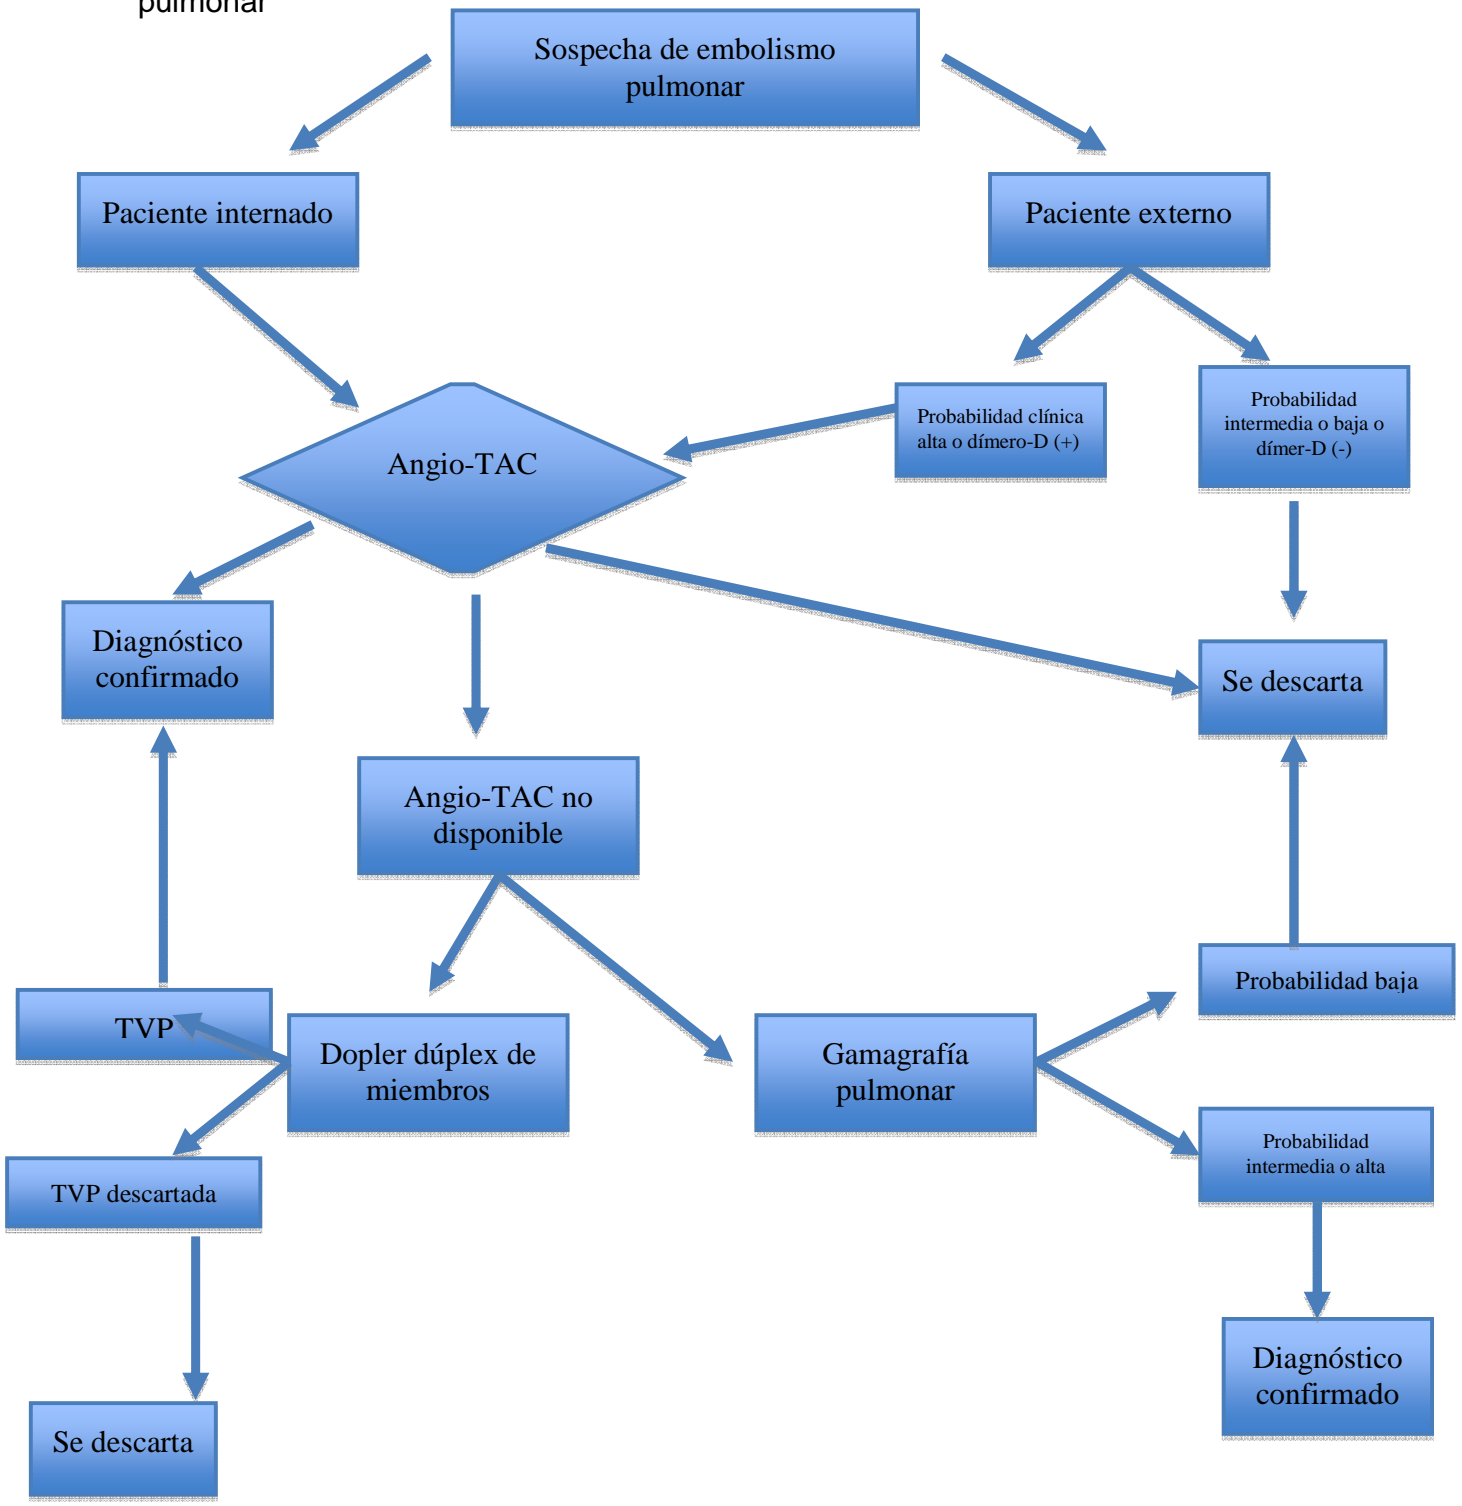 pulmonar
Sospecha de embolismo
pulmonar
Paciente internado
Paciente externo
Probabilidad clínica
alta o dímero-D (+)
Probabilidad
intermedia o baja o
dímer-D (-)
Angio-TAC
Diagnóstico
confirmado
Se descarta
Angio-TAC no
disponible
Probabilidad baja
TVP
Dopler dúplex de
miembros
Gamagrafía
pulmonar
Probabilidad
intermedia o alta
TVP descartada
Diagnóstico
confirmado
Se descarta